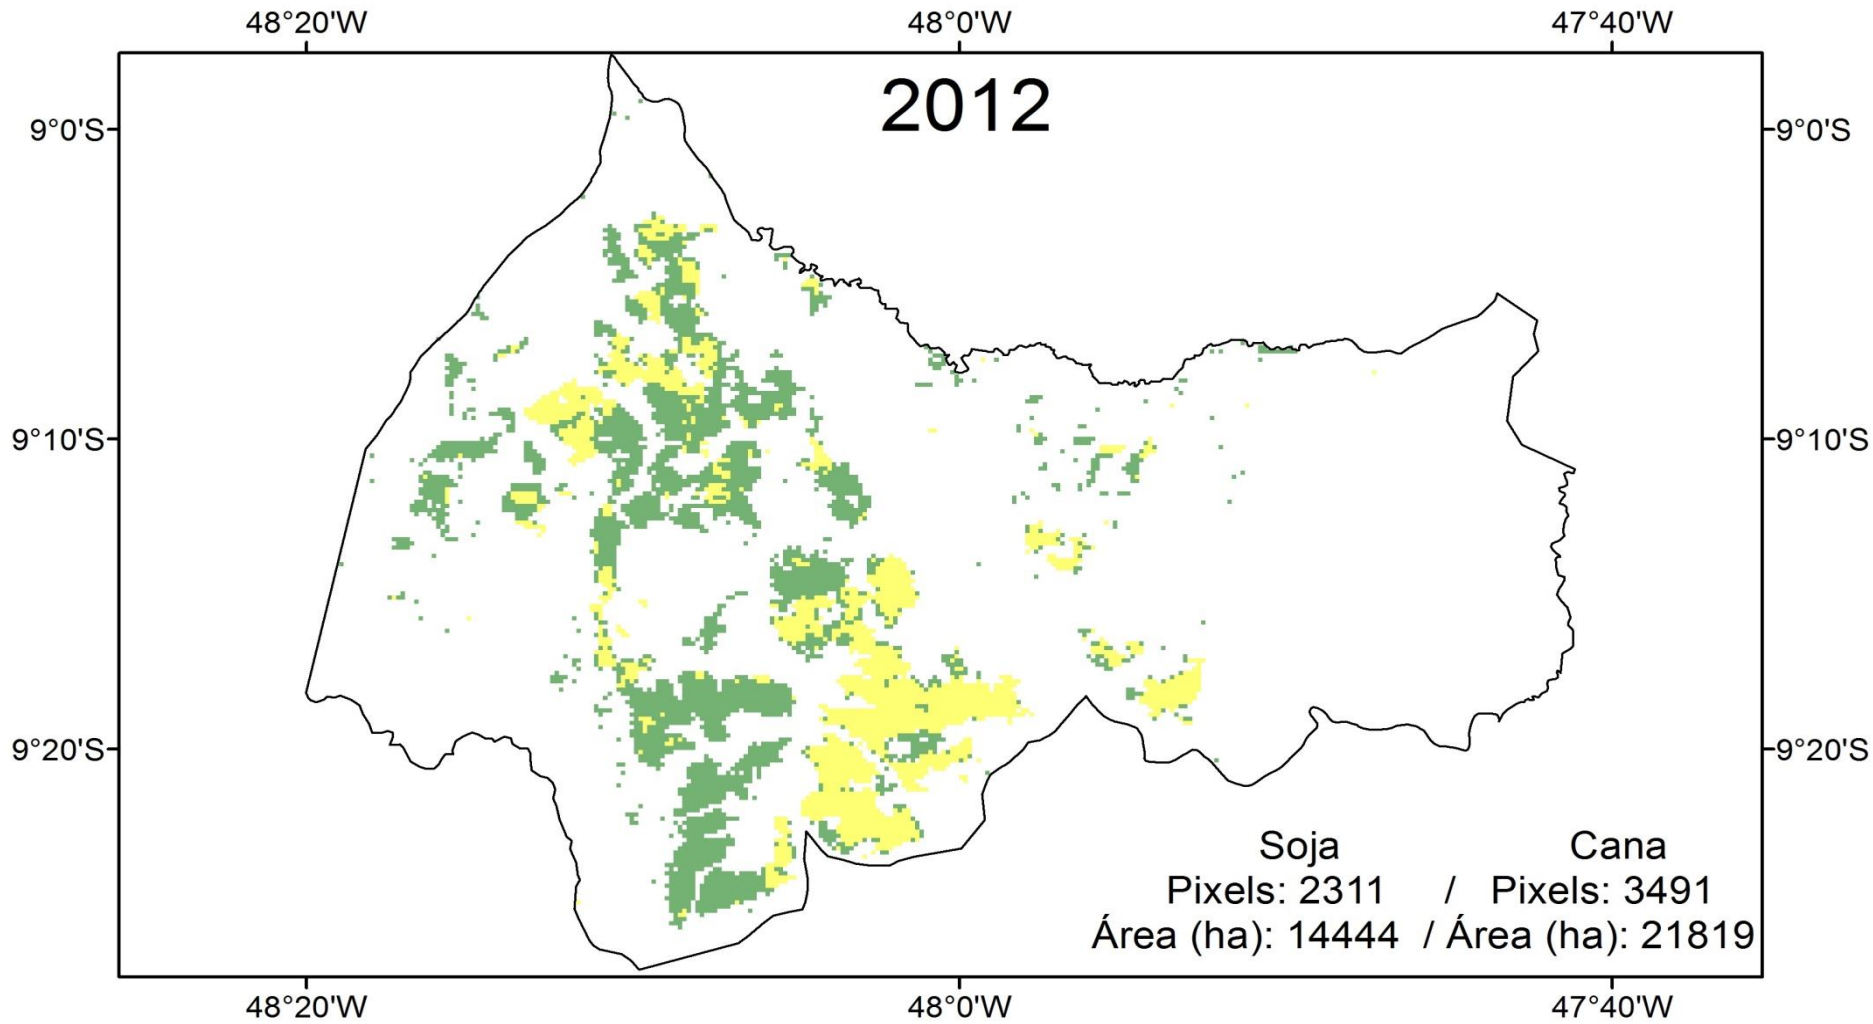 48°20'W 48°0'W 47°40'W
2012
9°0'S 9°0'S
9°10'S 9°10'S
9°20'S 9°20'S
Soja Cana
Pixels: 2311 / Pixels: 3491
Área (ha): 14444 / Área (ha): 21819
48°20'W 48°0'W 47°40'W